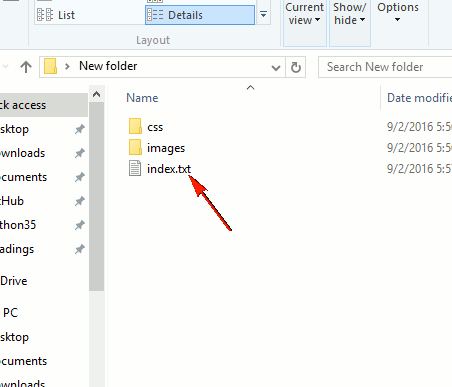 List
Details
Current view
Show/ hide
Options
Layout
New folder
Search New folder
Name
Date modifie
ck access
sktop
css
9/2/2016 5:5
wnloads
images
9/2/2016 5:5
cuments
index.txt
9/2/2016 5:5
tHub
thon35
adings
Drive
PC
sktop
cuments
wnloads